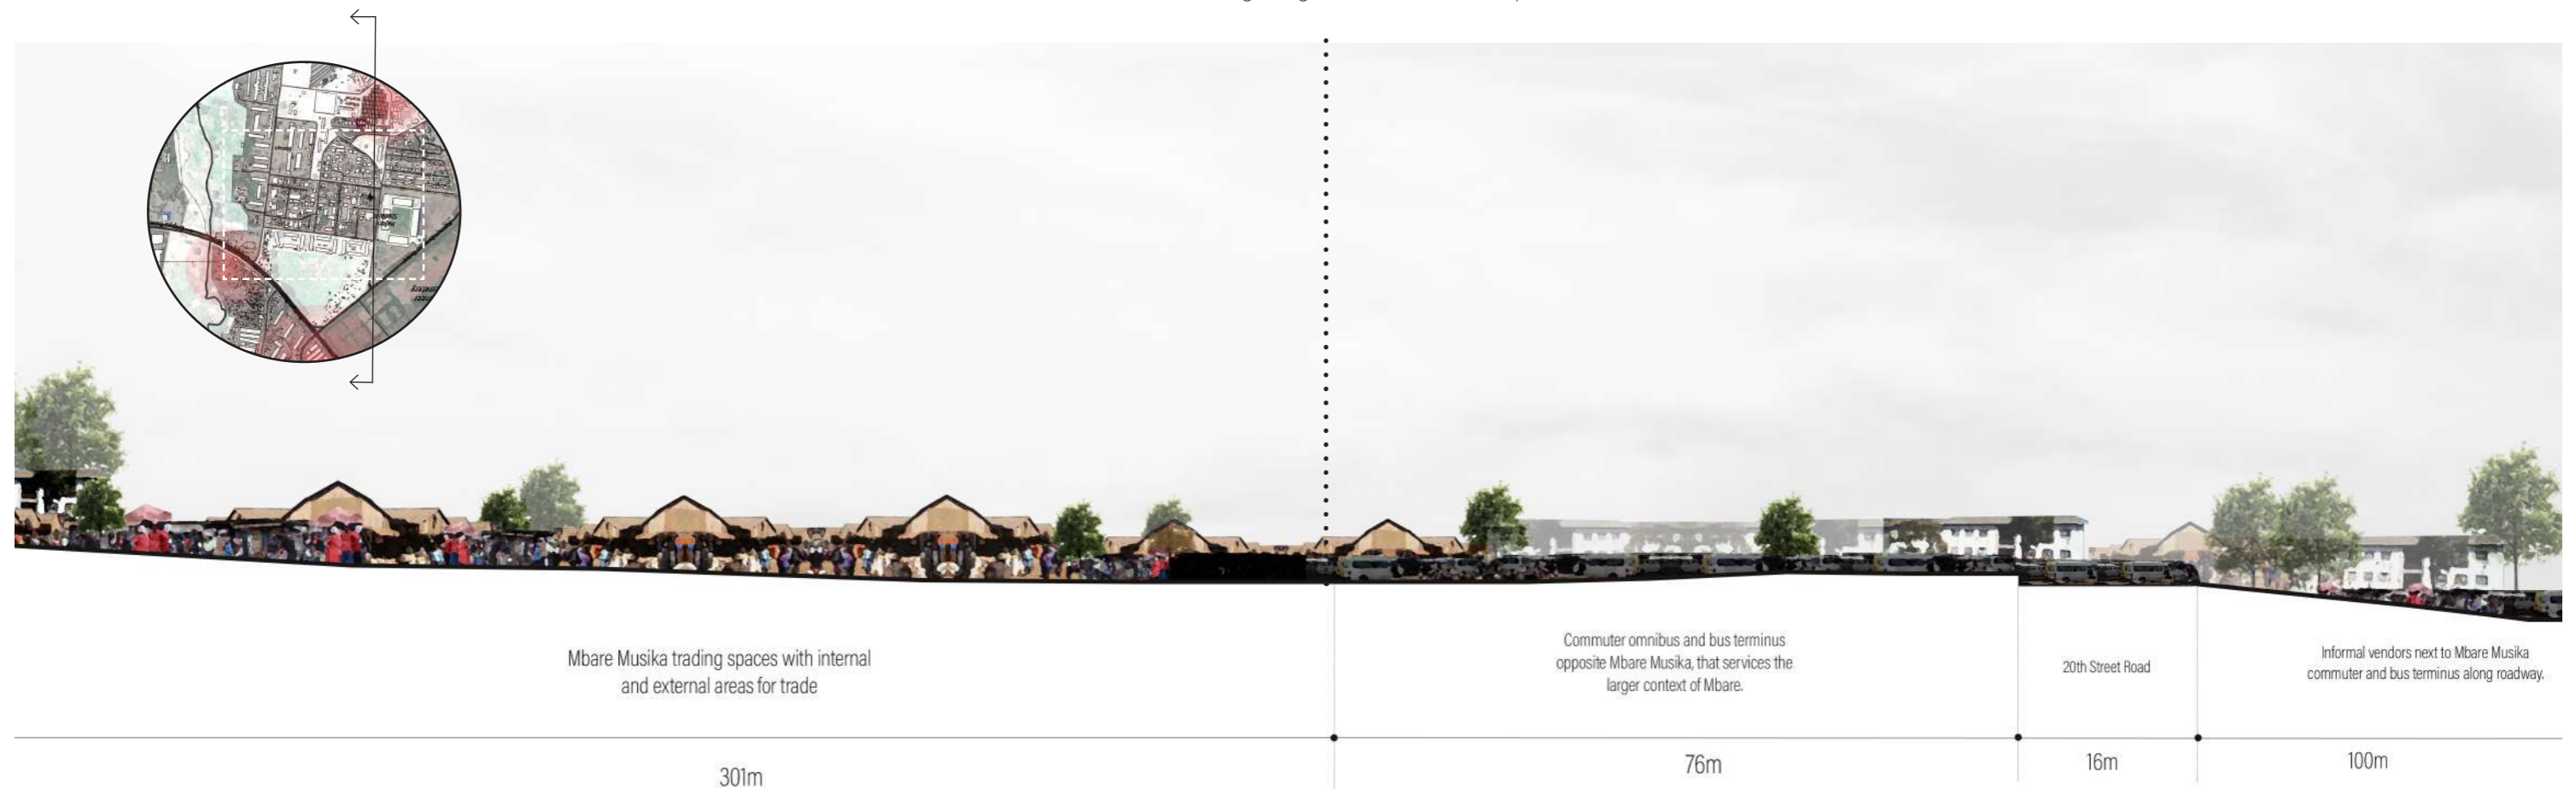 Mbare Musika trading spaces with internal
and external areas for trade
Commuter omnibus and bus terminus
opposite Mbare Musika, that services the
larger context of Mbare.
20th Street Road
Informal vendors next to Mbare Musika
commuter and bus terminus along roadway.
301m
76m
16m
100m